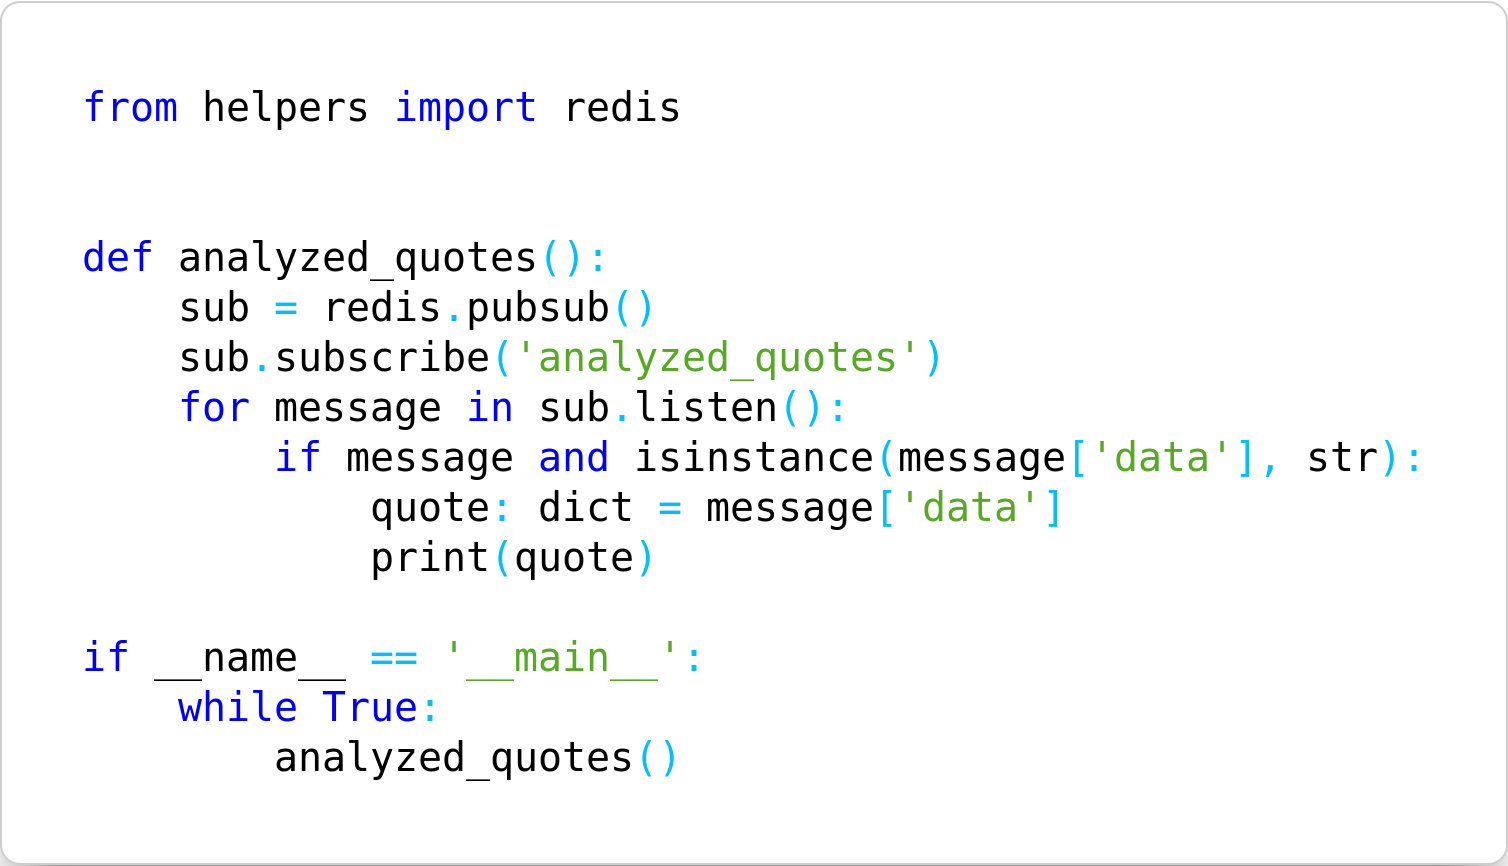 from helpers import redis
def analyzed_quotes():
    sub = redis.pubsub()
    sub.subscribe('analyzed_quotes')
    for message in sub.listen():
        if message and isinstance(message['data'], str):
            quote: dict = message['data']
            print(quote)
if __name__ == '__main__':
    while True:
        analyzed_quotes()